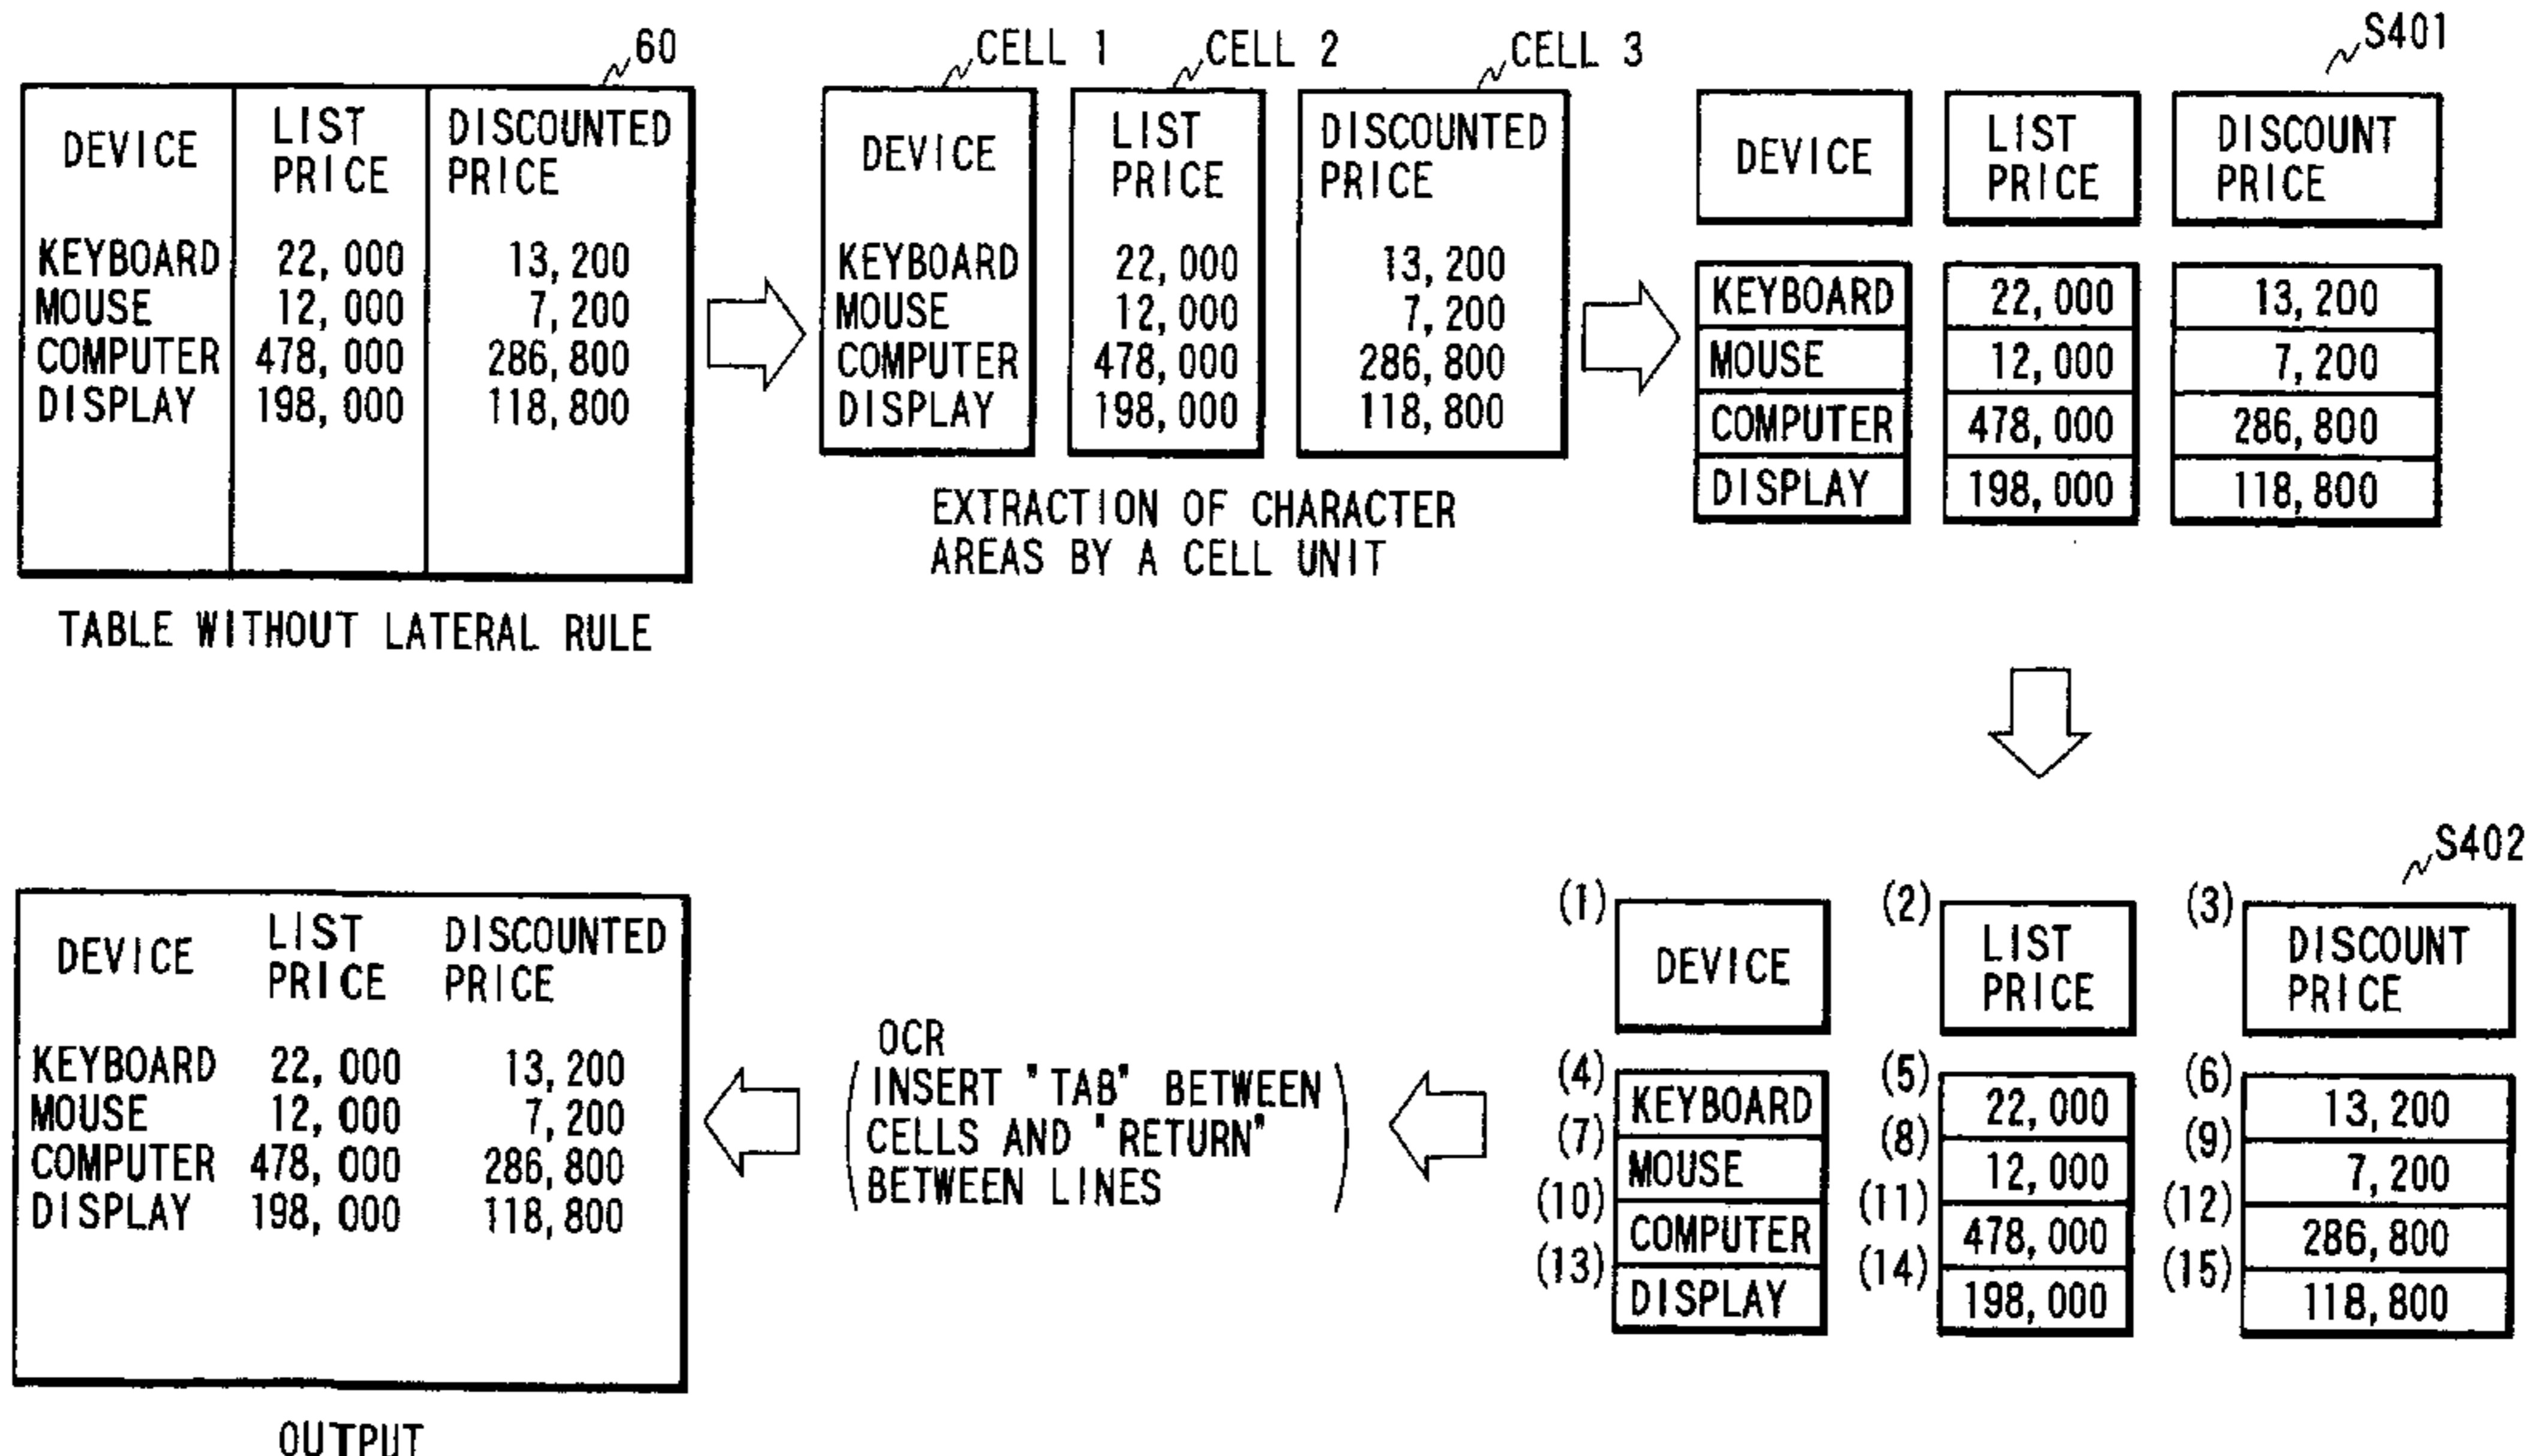 60
DEVICE LIST PRICE DISCOUNTED PRICE
KEYBOARD 22,000 13,200
MOUSE 12,000 7,200
COMPUTER 478,000 286,800
DISPLAY 198,000 118,800
TABLE WITHOUT LATERAL RULE
CELL 1 CELL 2 CELL 3
DEVICE LIST PRICE DISCOUNTED PRICE
KEYBOARD 22,000 13,200
MOUSE 12,000 7,200
COMPUTER 478,000 286,800
DISPLAY 198,000 118,800
EXTRACTION OF CHARACTER
AREAS BY A CELL UNIT
S401
DEVICE LIST PRICE DISCOUNT PRICE
KEYBOARD 22,000 13,200
MOUSE 12,000 7,200
COMPUTER 478,000 286,800
DISPLAY 198,000 118,800
S402
(1) DEVICE (2) LIST PRICE (3) DISCOUNT PRICE
(4) KEYBOARD (5) 22,000 (6) 13,200
(7) MOUSE (8) 12,000 (9) 7,200
(10) COMPUTER (11) 478,000 (12) 286,800
(13) DISPLAY (14) 198,000 (15) 118,800
OCR
(INSERT "TAB" BETWEEN
CELLS AND "RETURN"
BETWEEN LINES)
DEVICE LIST PRICE DISCOUNTED PRICE
KEYBOARD 22,000 13,200
MOUSE 12,000 7,200
COMPUTER 478,000 286,800
DISPLAY 198,000 118,800
OUTPUT